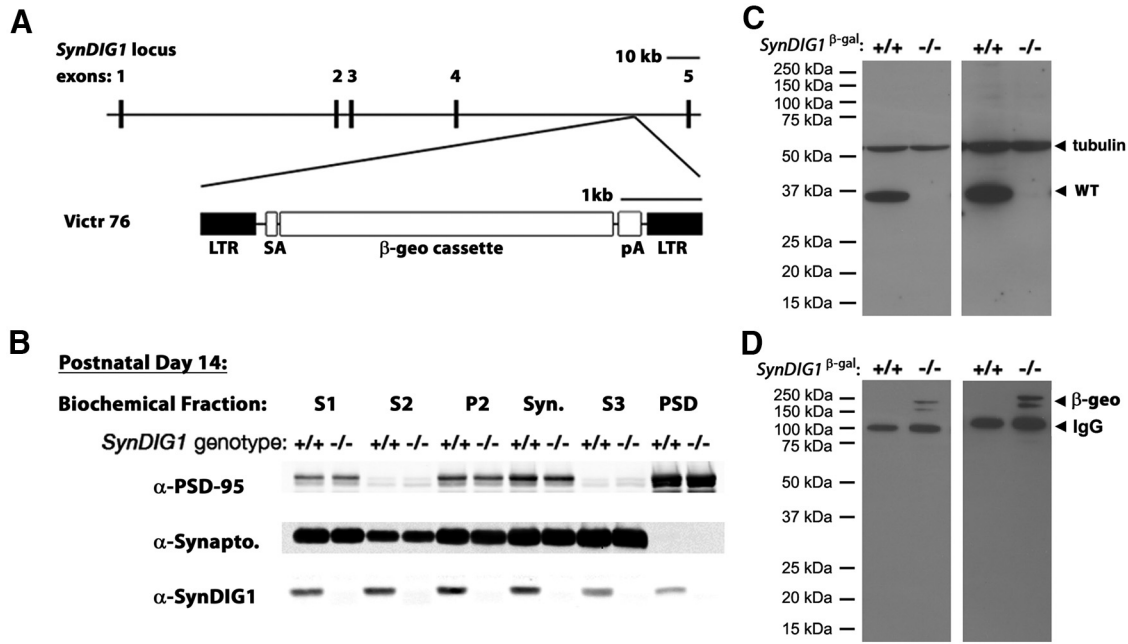 A
SynDIG1 locus
10 kb
exons: 1 2 3 4 5
1kb
Victr 76
LTR SA β-geo cassette pA LTR
B
Postnatal Day 14:
Biochemical Fraction: S1 S2 P2 Syn. S3 PSD
SynDIG1 genotype: +/+ -/- +/+ -/- +/+ -/- +/+ -/- +/+ -/- +/+ -/-
α-PSD-95
α-Synapto.
α-SynDIG1
C
SynDIG1 β-gal: +/+ -/- +/+ -/-
250 kDa
150 kDa
100 kDa
75 kDa
tubulin
50 kDa
37 kDa WT
25 kDa
20 kDa
15 kDa
D
SynDIG1 β-gal: +/+ -/- +/+ -/-
250 kDa β-geo
150 kDa
100 kDa IgG
75 kDa
50 kDa
37 kDa
25 kDa
20 kDa
15 kDa